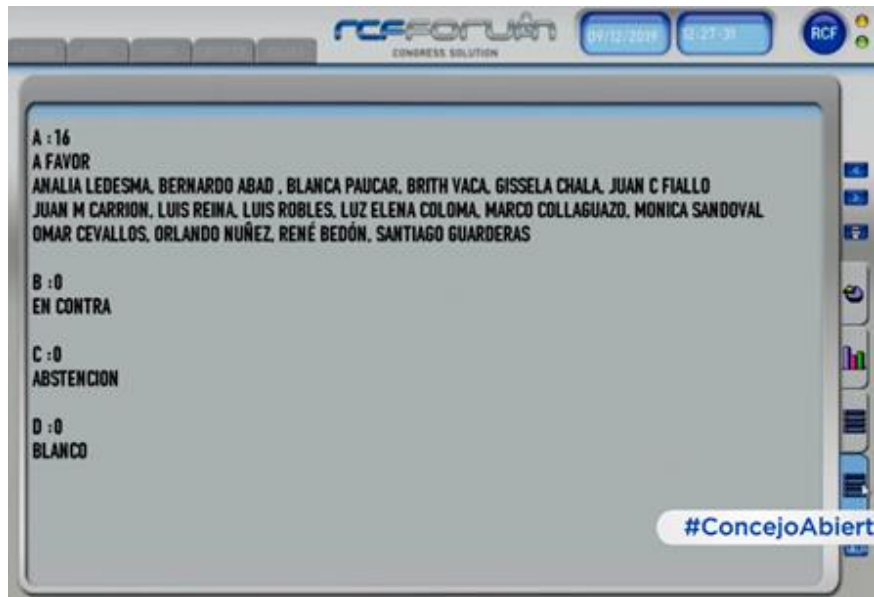 RCF FORUM
CONGRESS SOLUTION
09/12/2019
12:27:31
RCF
A :16
A FAVOR
ANALIA LEDESMA, BERNARDO ABAD , BLANCA PAUCAR, BRITH VACA, GISSELA CHALA, JUAN C FIALLO
JUAN M CARRION, LUIS REINA, LUIS ROBLES, LUZ ELENA COLOMA, MARCO COLLAGUAZO, MONICA SANDOVAL
OMAR CEVALLOS, ORLANDO NUÑEZ, RENÉ BEDÓN, SANTIAGO GUARDERAS
B :0
EN CONTRA
C :0
ABSTENCION
D :0
BLANCO
#ConcejoAbiert